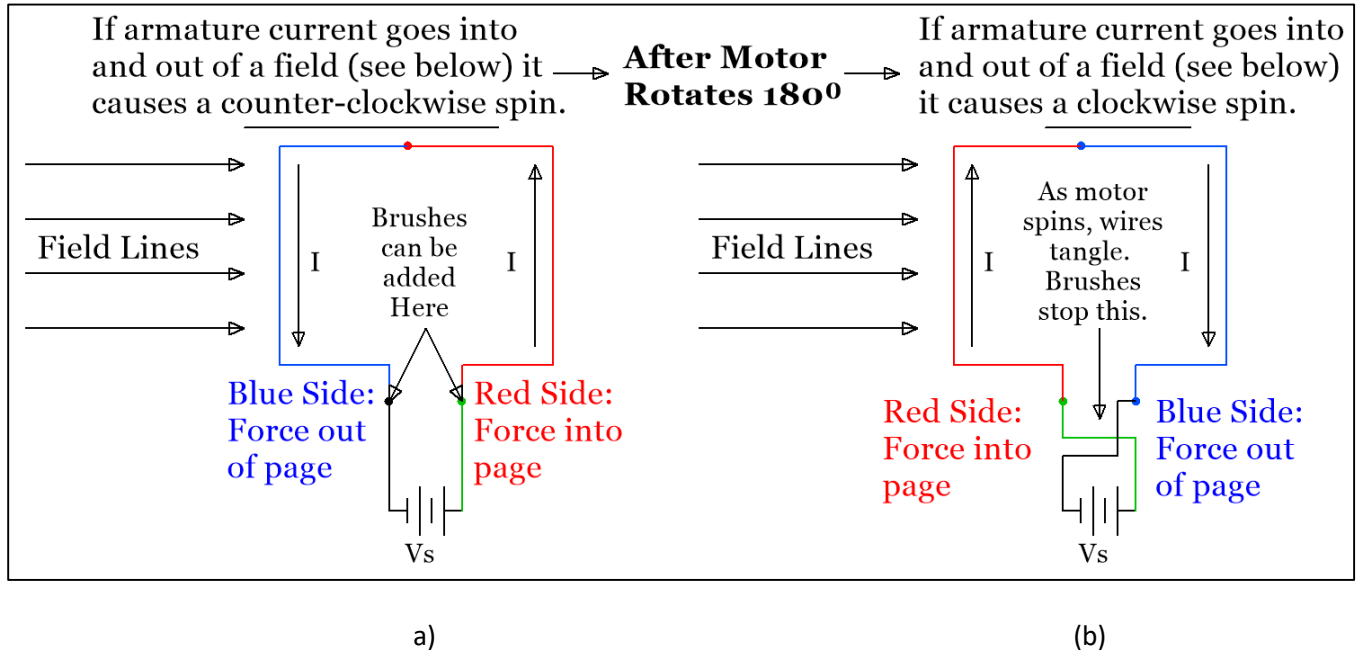 If armature current goes into
and out of a field (see below) it
causes a counter-clockwise spin.
After Motor
Rotates 180⁰
If armature current goes into
and out of a field (see below)
it causes a clockwise spin.
Field Lines
I
Brushes
can be
added
Here
I
Blue Side:
Force out
of page
Red Side:
Force into
page
Vs
Field Lines
I
As motor
spins, wires
tangle.
Brushes
stop this.
I
Red Side:
Force into
page
Blue Side:
Force out
of page
Vs
a)
(b)